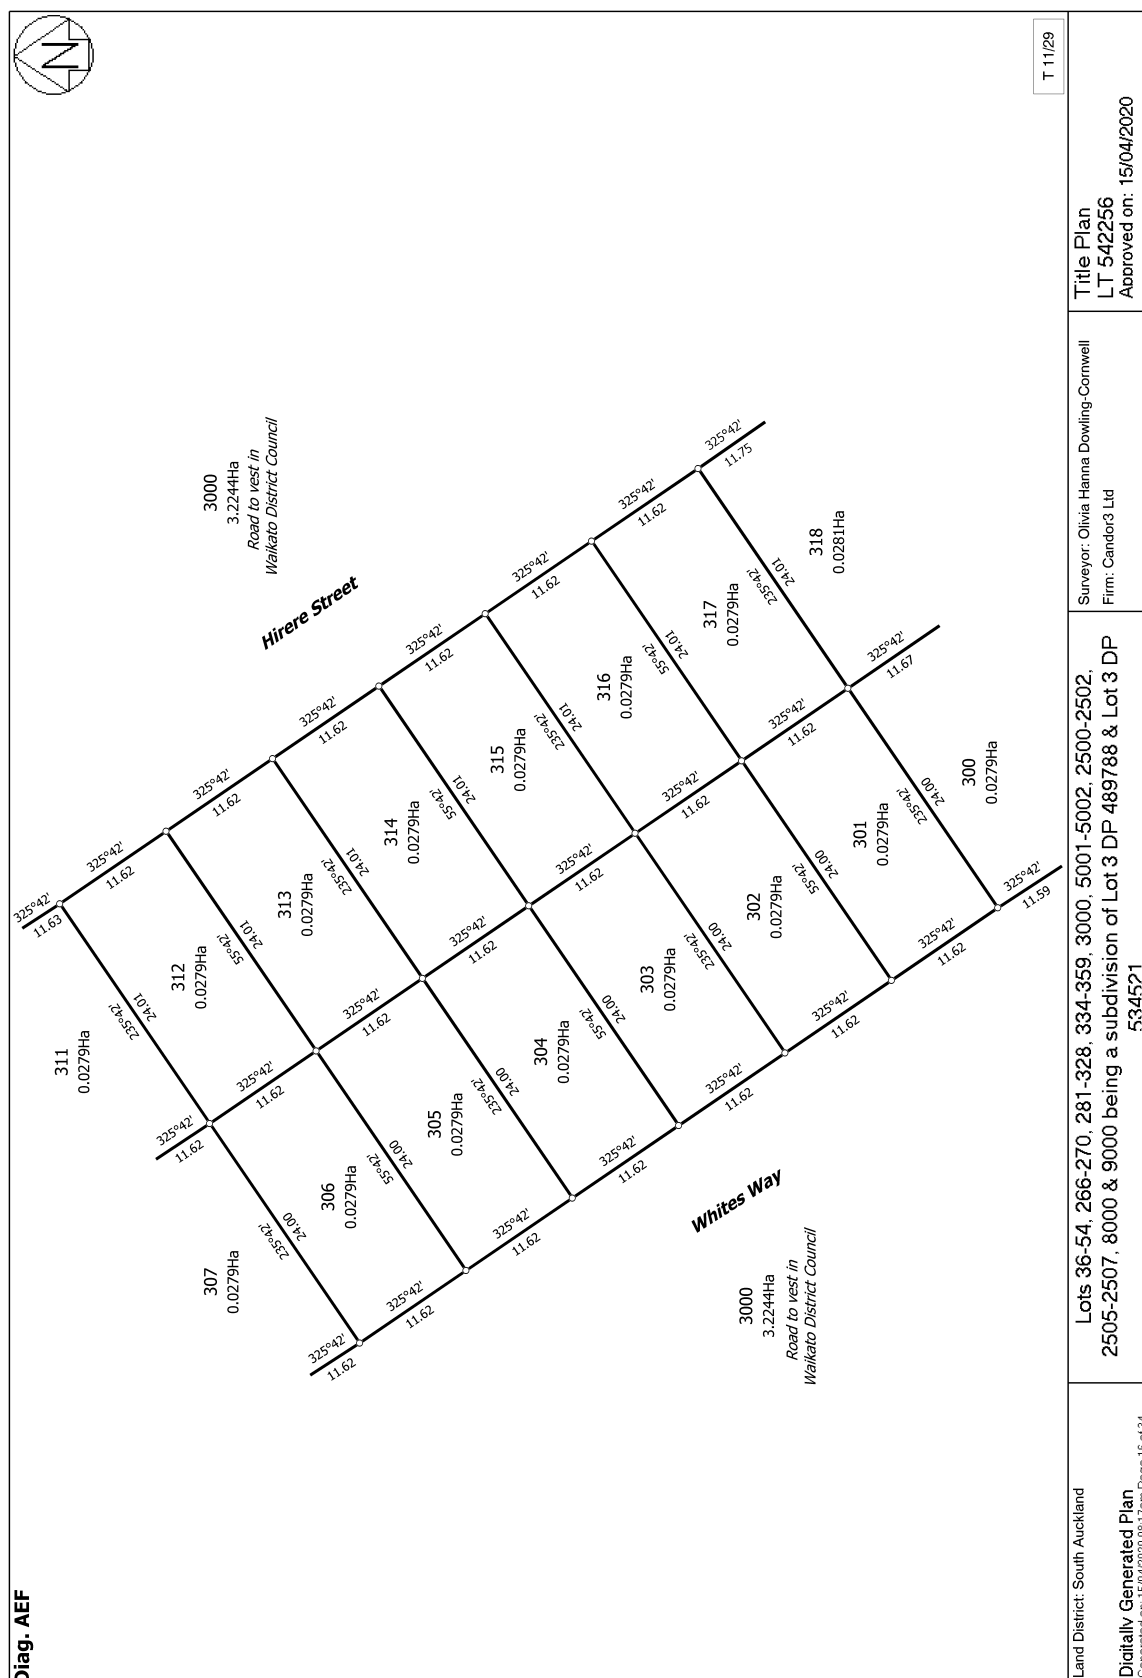 Diag. AEF
N
T 11/29
3000
3.2244Ha
Road to vest in
Waikato District Council
Hirere Street
325°42'
11.63
325°42'
11.62
325°42'
11.62
325°42'
11.62
325°42'
11.62
325°42'
11.62
325°42'
11.62
325°42'
11.75
311
0.0279Ha
235°42'
24.01
312
0.0279Ha
55°42'
24.01
313
0.0279Ha
235°42'
24.01
314
0.0279Ha
55°42'
24.01
315
0.0279Ha
235°42'
24.01
316
0.0279Ha
55°42'
24.01
317
0.0279Ha
235°42'
24.01
318
0.0281Ha
325°42'
11.62
325°42'
11.62
325°42'
11.62
325°42'
11.62
325°42'
11.62
325°42'
11.62
325°42'
11.62
325°42'
11.67
307
0.0279Ha
235°42'
24.00
306
0.0279Ha
55°42'
24.00
305
0.0279Ha
235°42'
24.00
304
0.0279Ha
55°42'
24.00
303
0.0279Ha
235°42'
24.00
302
0.0279Ha
55°42'
24.00
301
0.0279Ha
235°42'
24.00
300
0.0279Ha
325°42'
11.62
325°42'
11.62
325°42'
11.62
325°42'
11.62
325°42'
11.62
325°42'
11.62
325°42'
11.62
325°42'
11.59
Whites Way
3000
3.2244Ha
Road to vest in
Waikato District Council
Land District: South Auckland
Digitally Generated Plan
Lots 36-54, 266-270, 281-328, 334-359, 3000, 5001-5002, 2500-2502,
2505-2507, 8000 & 9000 being a subdivision of Lot 3 DP 489788 & Lot 3 DP
534521
Surveyor: Olivia Hanna Dowling-Cornwell
Firm: Candor3 Ltd
Title Plan
LT 542256
Approved on: 15/04/2020